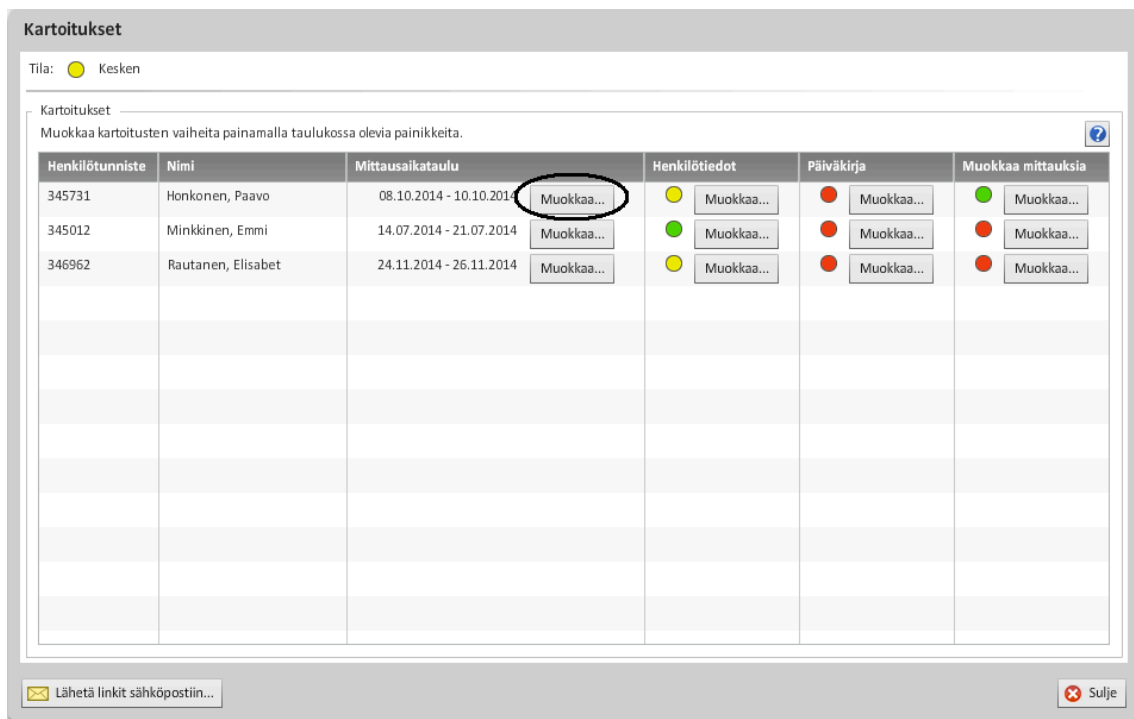 Kartoitukset
Tila: Kesken
Kartoitukset
Muokkaa kartoitusten vaiheita painamalla taulukossa olevia painikkeita.
?
Henkilötunniste Nimi Mittausaikataulu Henkilötiedot Päiväkirja Muokkaa mittauksia
345731 Honkonen, Paavo 08.10.2014 - 10.10.2014 Muokkaa... Muokkaa... Muokkaa... Muokkaa...
345012 Minkkinen, Emmi 14.07.2014 - 21.07.2014 Muokkaa... Muokkaa... Muokkaa... Muokkaa...
346962 Rautanen, Elisabet 24.11.2014 - 26.11.2014 Muokkaa... Muokkaa... Muokkaa... Muokkaa...
Lähetä linkit sähköpostiin... Sulje